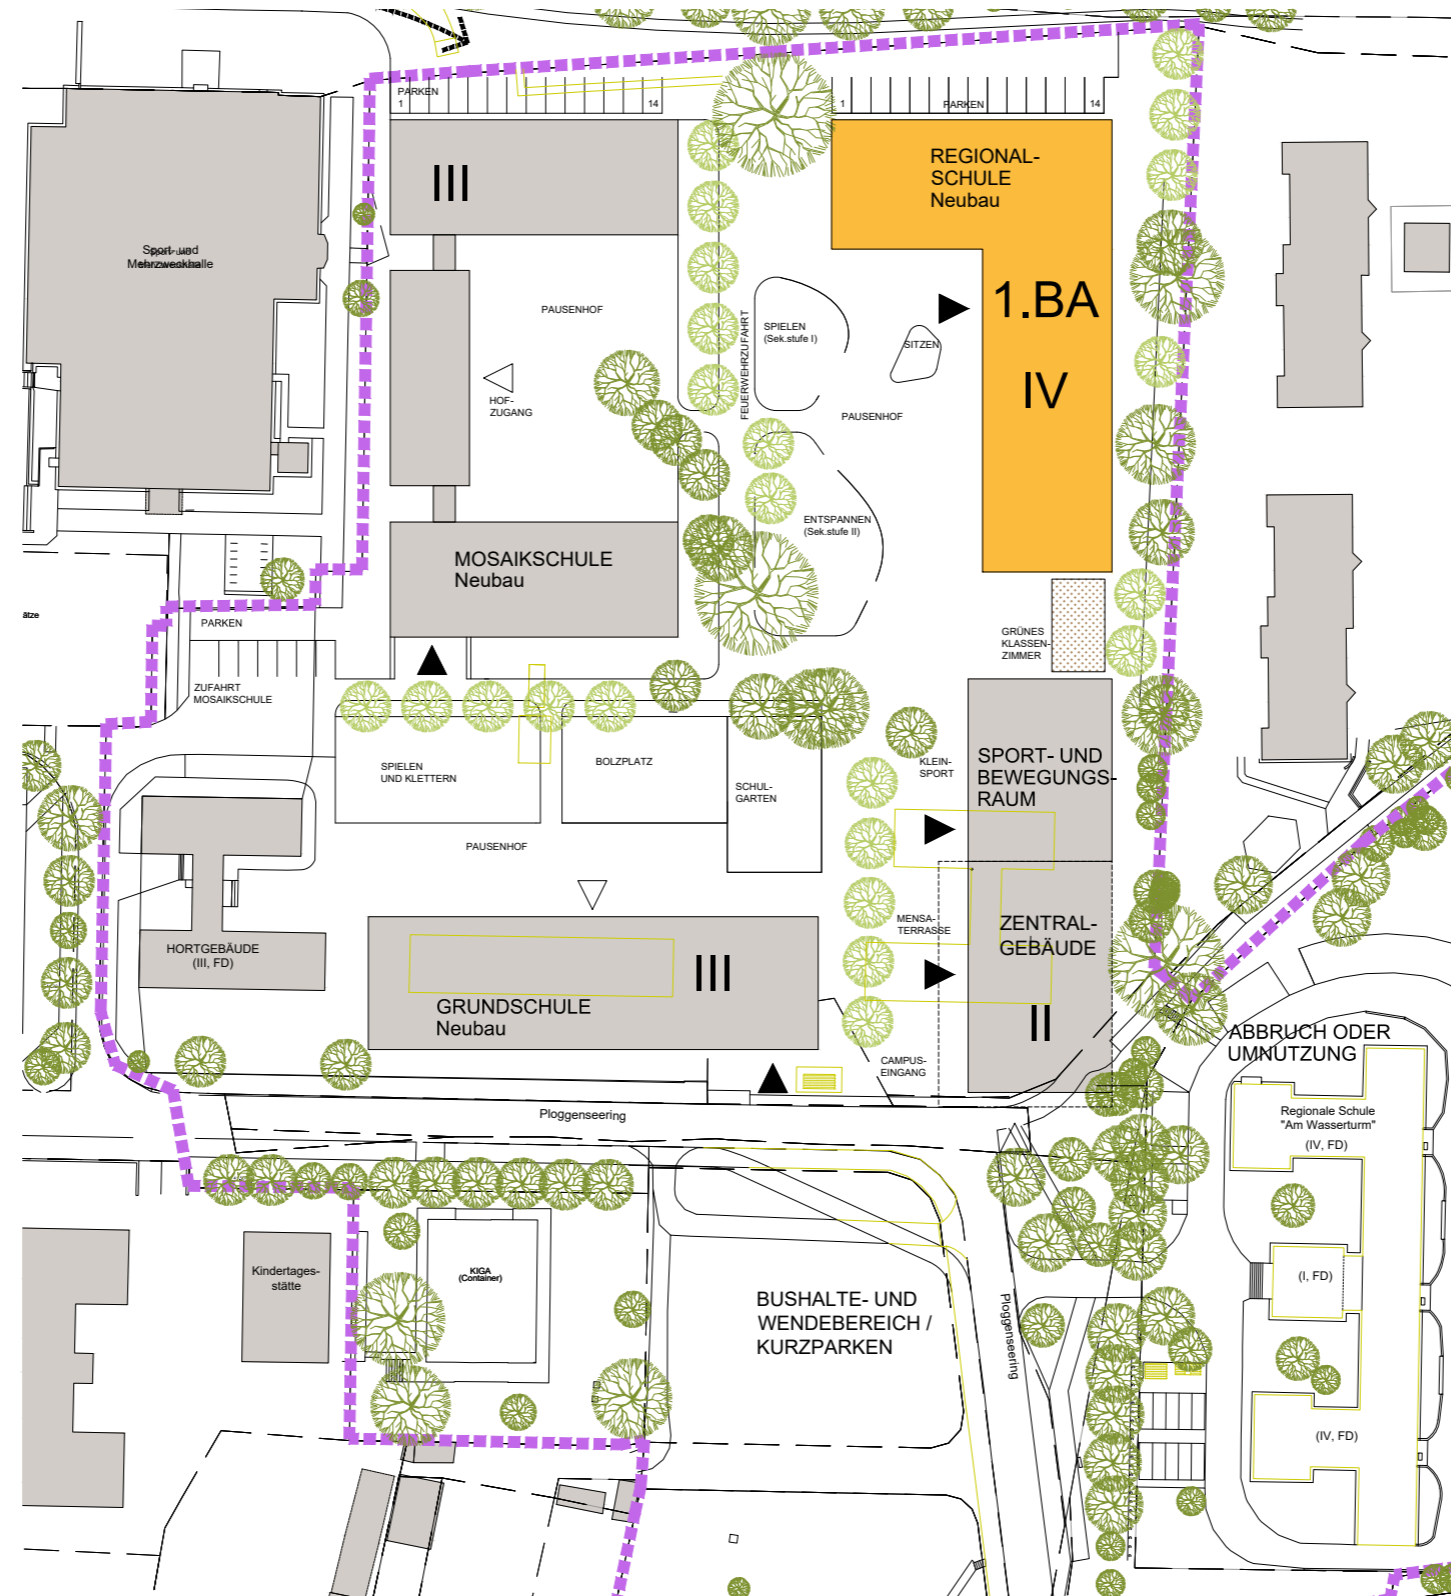 PARKEN
1
14
1
PARKEN
14
III
REGIONAL-
SCHULE
Neubau
Sport- und
Mehrzweckhalle
1.BA
IV
PAUSENHOF
FEUERWEHRZUFAHRT
SPIELEN
(Sek.stufe I)
SITZEN
HOF-
ZUGANG
PAUSENHOF
ENTSPANNEN
(Sek.stufe II)
MOSAIKSCHULE
Neubau
ätze
PARKEN
GRÜNES
KLASSEN-
ZIMMER
ZUFAHRT
MOSAIKSCHULE
SPIELEN
UND KLETTERN
BOLZPLATZ
SCHUL-
GARTEN
KLEIN-
SPORT
SPORT- UND
BEWEGUNGS-
RAUM
PAUSENHOF
HORTGEBÄUDE
(III, FD)
MENSA-
TERRASSE
ZENTRAL-
GEBÄUDE
III
GRUNDSCHULE
Neubau
II
CAMPUS-
EINGANG
ABBRUCH ODER
UMNUTZUNG
Ploggenseering
Regionale Schule
"Am Wasserturm"
(IV, FD)
Kindertages-
stätte
KIGA
(Container)
(I, FD)
BUSHALTE- UND
WENDEBEREICH /
KURZPARKEN
Ploggenseering
(IV, FD)